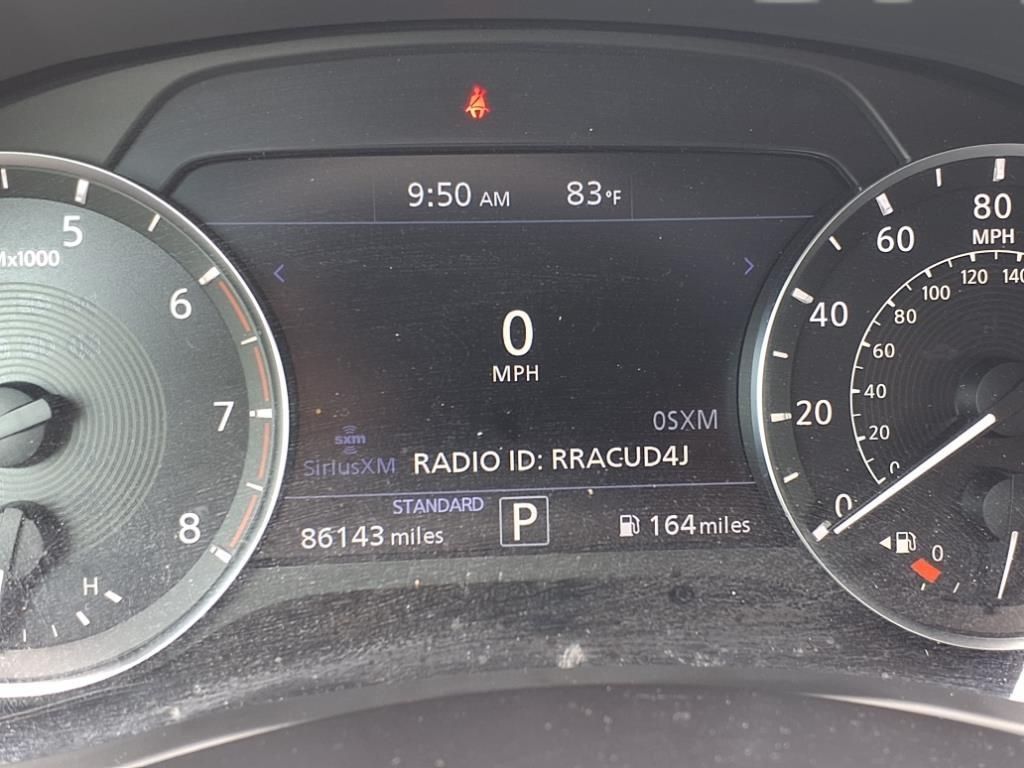 9:50 AM 83°F
5
Mx1000
6
7
8
H
0
MPH
0SXM
sxm
SiriusXM RADIO ID: RRACUD4J
STANDARD
86143 miles P 164 miles
80
MPH
60
40
20
0
140
120
100
80
60
40
20
0
0